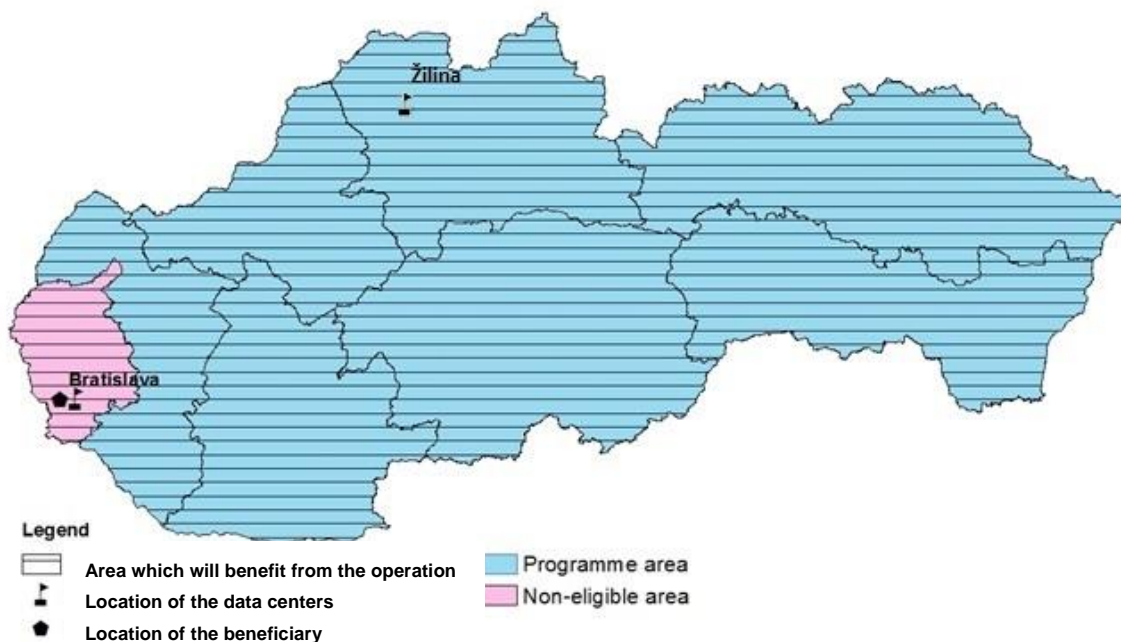 Žilina
Bratislava
Legend
Area which will benefit from the operation
Location of the data centers
Location of the beneficiary
Programme area
Non-eligible area